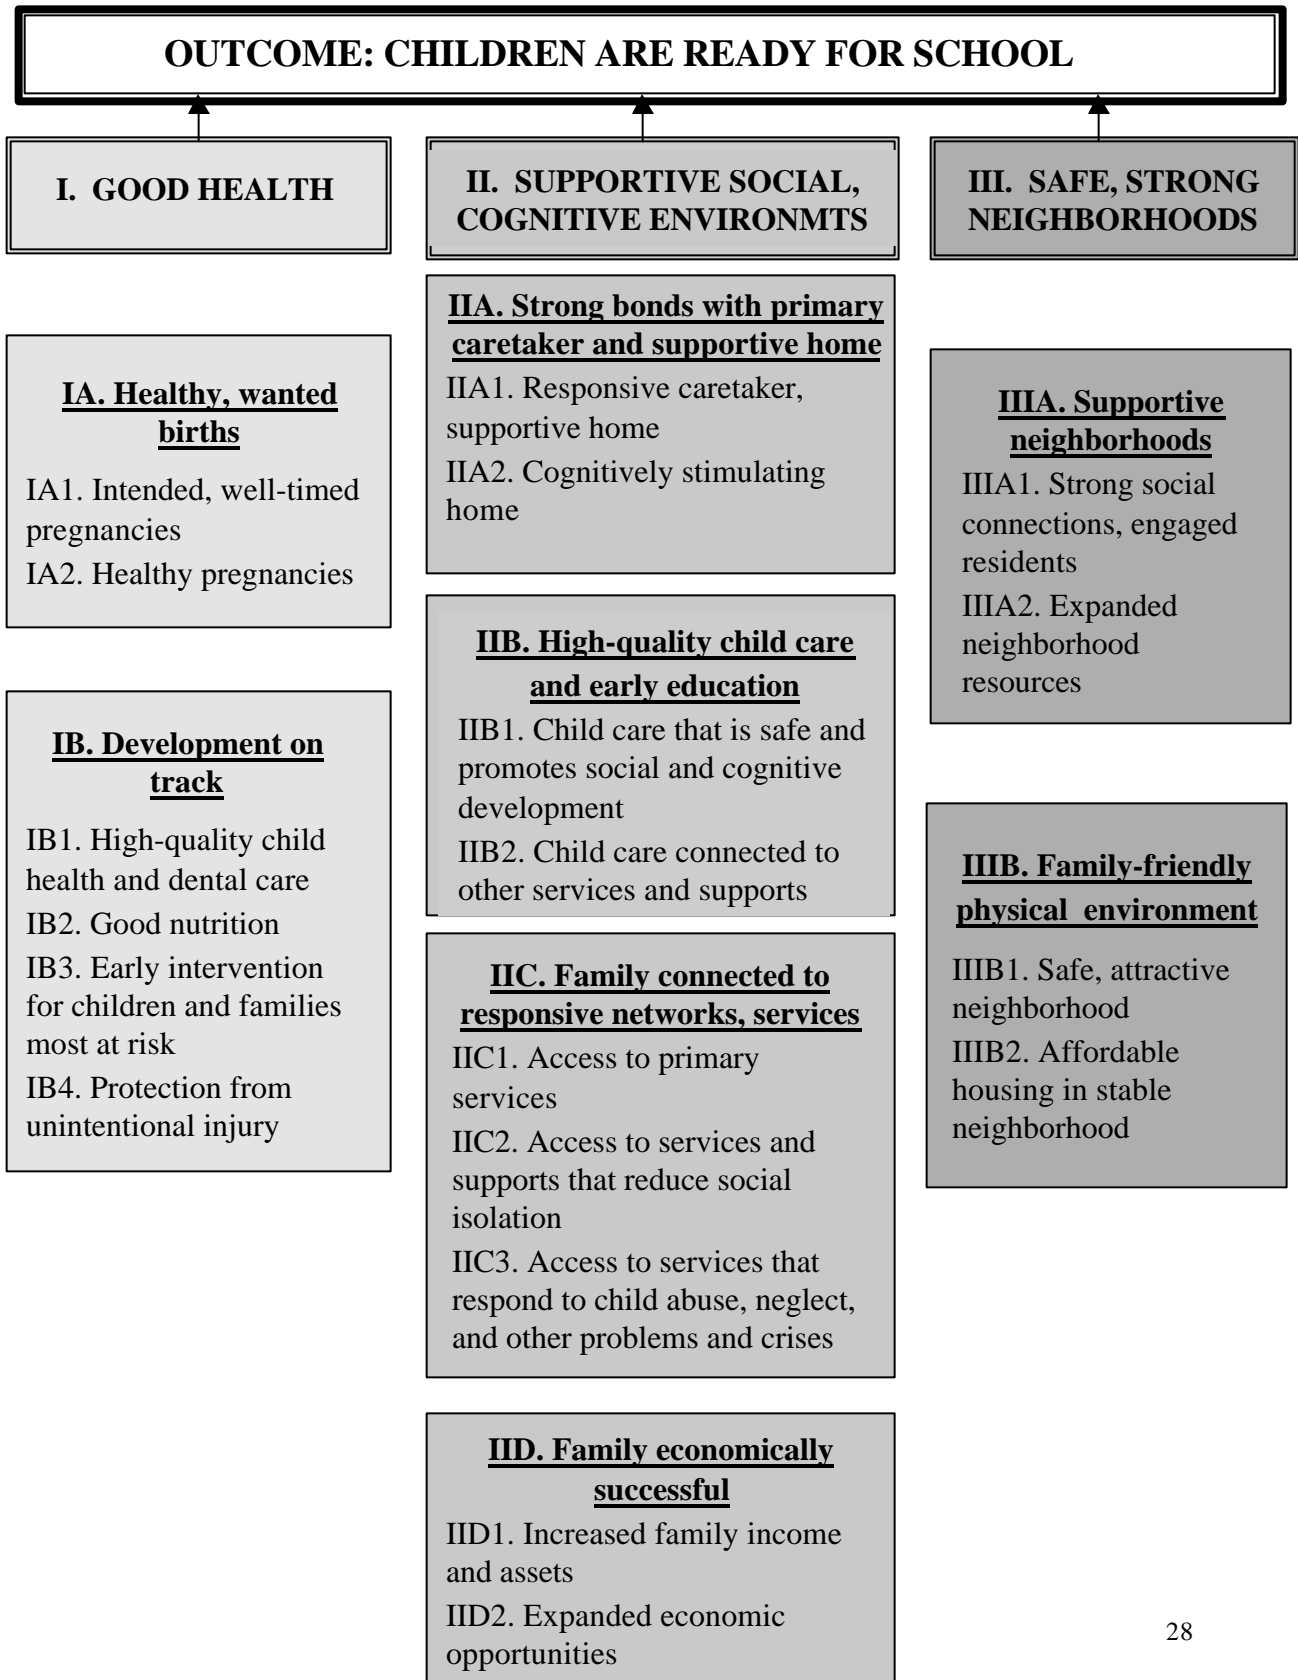 OUTCOME: CHILDREN ARE READY FOR SCHOOL
I. GOOD HEALTH
IA. Healthy, wanted
births
IA1. Intended, well-timed
pregnancies
IA2. Healthy pregnancies
IB. Development on
track
IB1. High-quality child
health and dental care
IB2. Good nutrition
IB3. Early intervention
for children and families
most at risk
IB4. Protection from
unintentional injury
II. SUPPORTIVE SOCIAL,
COGNITIVE ENVIRONMTS
IIA. Strong bonds with primary
caretaker and supportive home
IIA1. Responsive caretaker,
supportive home
IIA2. Cognitively stimulating
home
IIB. High-quality child care
and early education
IIB1. Child care that is safe and
promotes social and cognitive
development
IIB2. Child care connected to
other services and supports
IIC. Family connected to
responsive networks, services
IIC1. Access to primary
services
IIC2. Access to services and
supports that reduce social
isolation
IIC3. Access to services that
respond to child abuse, neglect,
and other problems and crises
IID. Family economically
successful
IID1. Increased family income
and assets
IID2. Expanded economic
opportunities
III. SAFE, STRONG
NEIGHBORHOODS
IIIA. Supportive
neighborhoods
IIIA1. Strong social
connections, engaged
residents
IIIA2. Expanded
neighborhood
resources
IIIB. Family-friendly
physical environment
IIIB1. Safe, attractive
neighborhood
IIIB2. Affordable
housing in stable
neighborhood
28